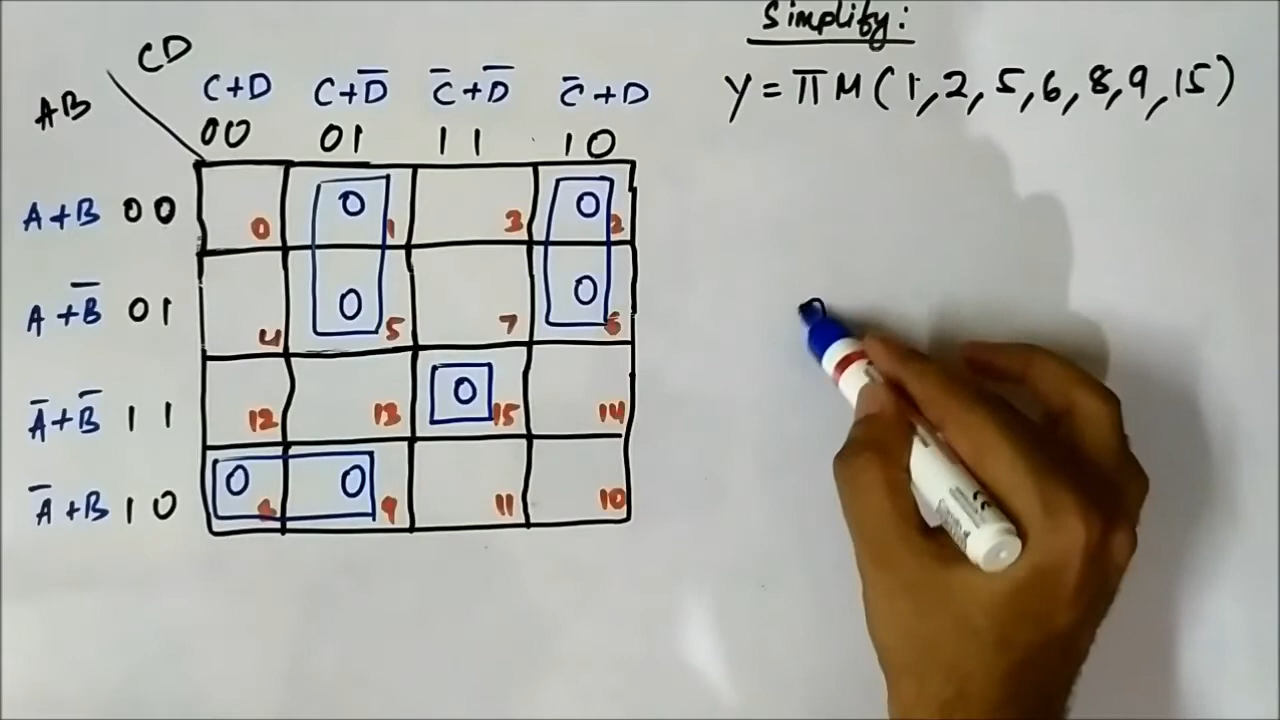 Simplify:
Y = π M ( 1, 2, 5, 6, 8, 9, 15 )
CD
AB
C+D C+D̅ C̅+D̅ C̅+D
00 01 11 10
A+B 00 0 0 1 3 0 2
A+B̅ 01 4 0 5 7 0 6
A̅+B̅ 11 12 13 0 15 14
A̅+B 10 0 8 0 9 11 10